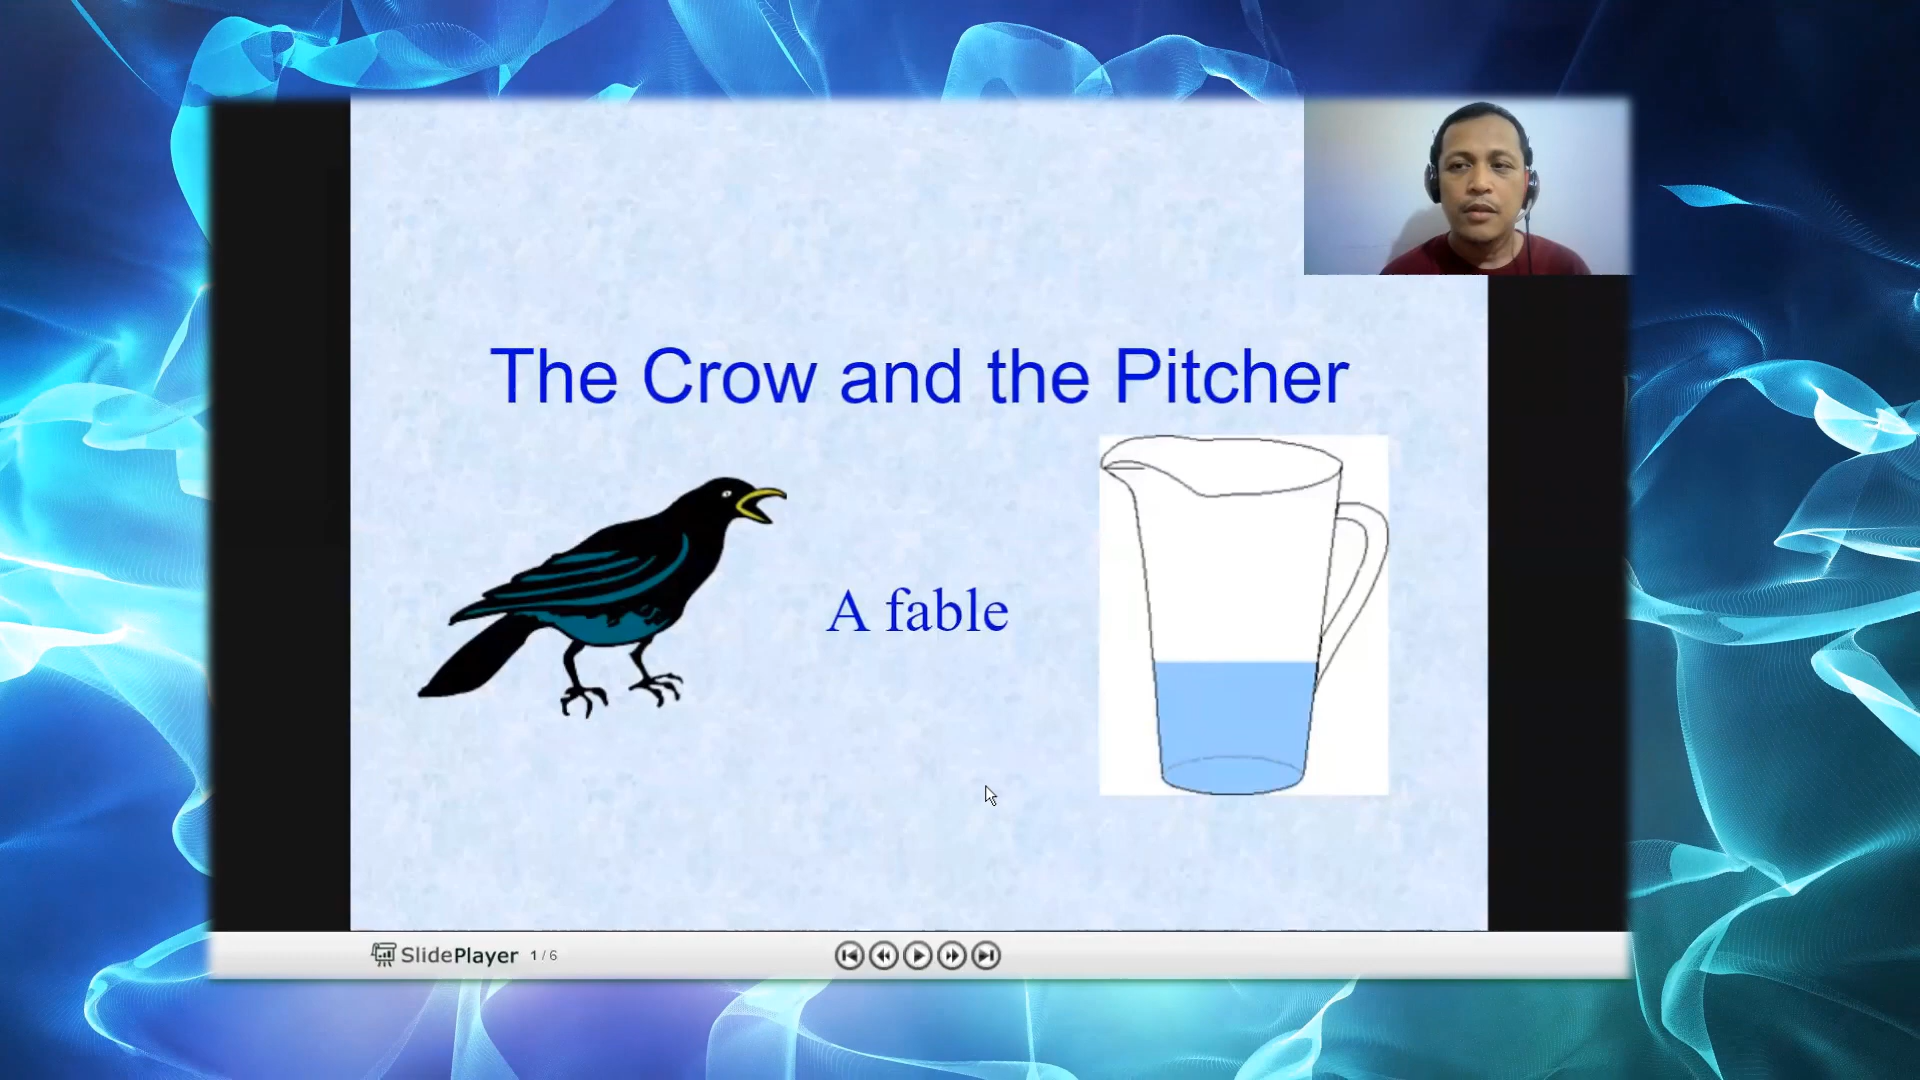 The Crow and the Pitcher
A fable
SlidePlayer 1 / 6